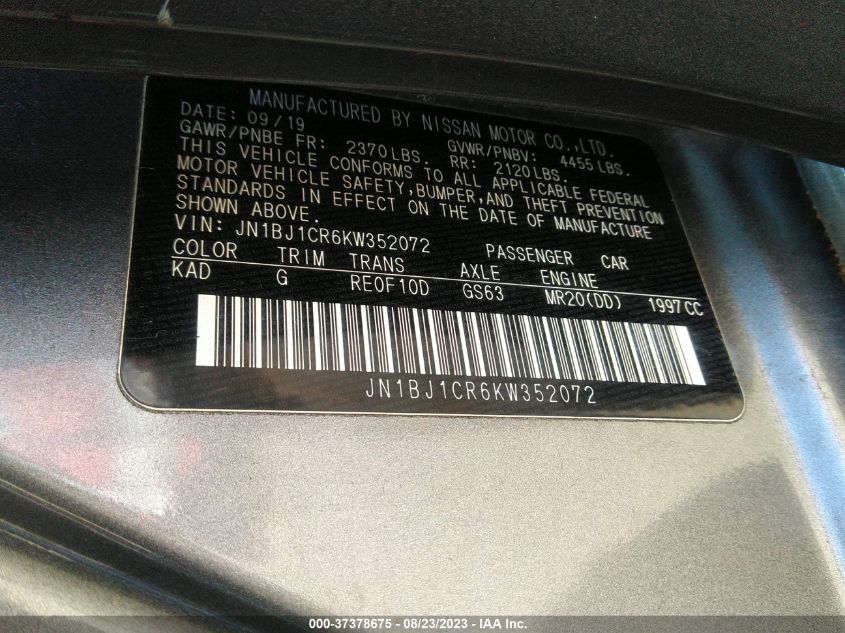 MANUFACTURED BY NISSAN MOTOR CO.,LTD.
DATE: 09/19
GAWR/PNBE FR: 2370LBS. GVWR/PNBV: 4455 LBS.
RR: 2120LBS.
THIS VEHICLE CONFORMS TO ALL APPLICABLE FEDERAL
MOTOR VEHICLE SAFETY,BUMPER,AND THEFT PREVENTION
STANDARDS IN EFFECT ON THE DATE OF MANUFACTURE
SHOWN ABOVE.
VIN: JN1BJ1CR6KW352072 PASSENGER CAR
COLOR TRIM TRANS AXLE ENGINE
KAD G REOF10D GS63 MR20(DD) 1997CC
JN1BJ1CR6KW352072
000-37378675 - 08/23/2023 - IAA Inc.